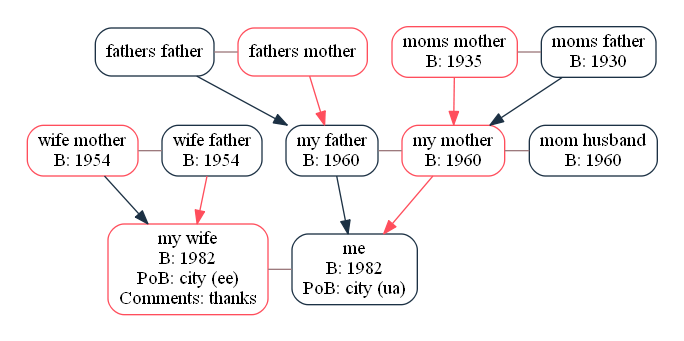 fathers father
fathers mother
moms mother
B: 1935
moms father
B: 1930
wife mother
B: 1954
wife father
B: 1954
my father
B: 1960
my mother
B: 1960
mom husband
B: 1960
my wife
B: 1982
PoB: city (ee)
Comments: thanks
me
B: 1982
PoB: city (ua)